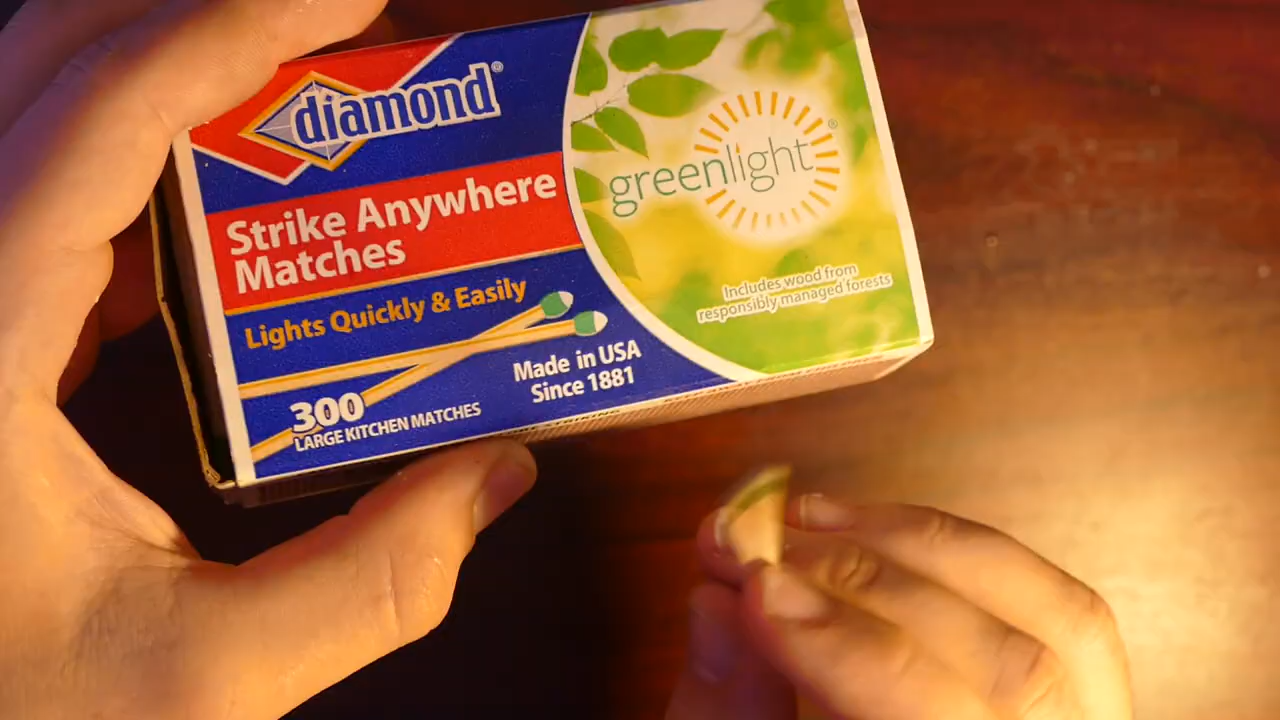 diamond®
Strike Anywhere
Matches
Lights Quickly & Easily
300
LARGE KITCHEN MATCHES
Made in USA
Since 1881
greenlight®
Includes wood from
responsibly managed forests